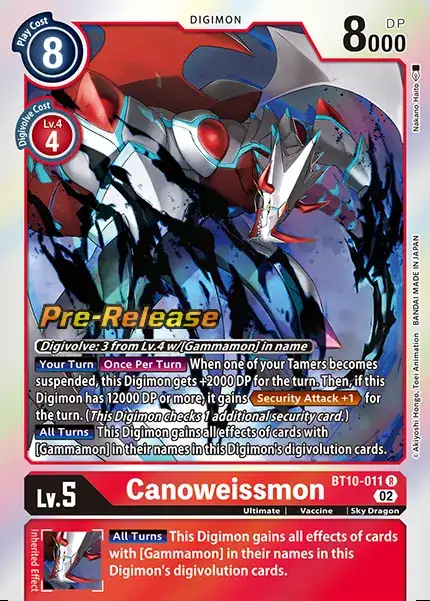 Play Cost
8
DIGIMON
DP
8000
Digivolve Cost
Lv.4
4
Nakano Haito
Pre-Release
Digivolve: 3 from Lv.4 w/[Gammamon] in name
Your Turn Once Per Turn When one of your Tamers becomes
suspended, this Digimon gets +2000 DP for the turn. Then, if this
Digimon has 12000 DP or more, it gains Security Attack +1 for
the turn. (This Digimon checks 1 additional security card.)
All Turns This Digimon gains all effects of cards with
[Gammamon] in their names in this Digimon's digivolution cards.
©Akiyoshi Hongo, Toei Animation BANDAI MADE IN JAPAN
Lv.5
Canoweissmon
BT10-011 R
02
Ultimate | Vaccine | Sky Dragon
Inherited Effect
All Turns This Digimon gains all effects of cards
with [Gammamon] in their names in this
Digimon's digivolution cards.